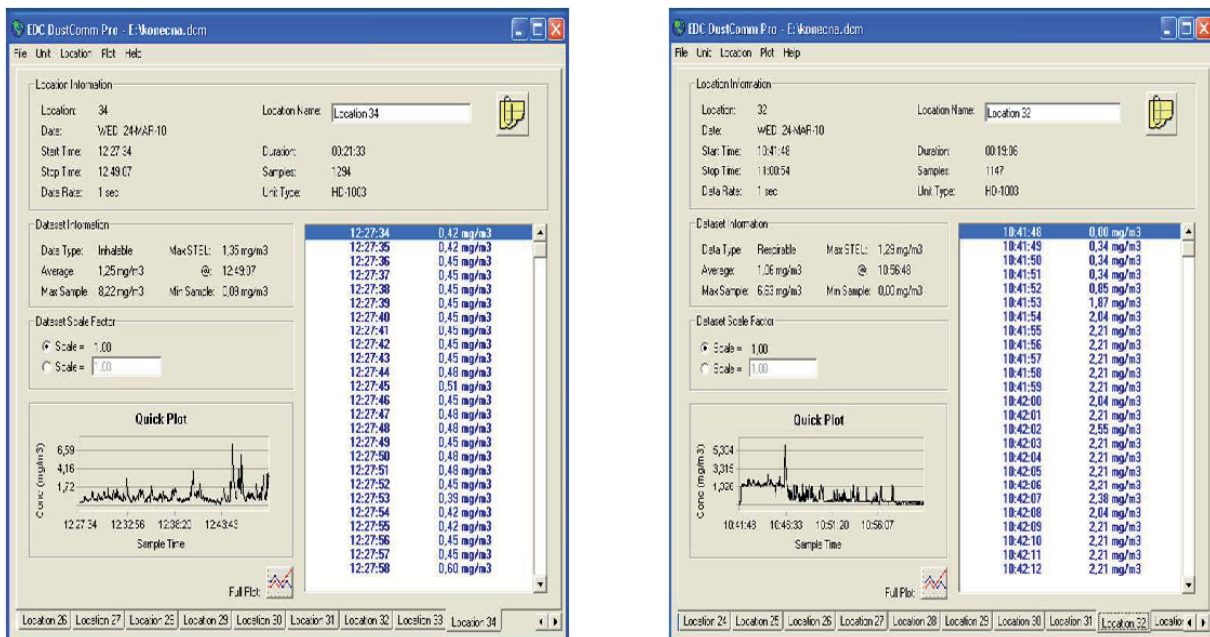 EDC DustComm Pro - E:\konecna.dcm
File Unit Location Plot Help
Location Information
Location: 34
Location Name: Location 34
Date: WED 24-MAR-10
Start Time: 12:27:34
Duration: 00:21:33
Stop Time: 12:49:07
Samples: 1294
Data Rate: 1 sec
Unit Type: HD-1003
Dataset Information
Data Type: Inhalable
Max STEL: 1,35 mg/m3
Average: 1,25 mg/m3
@: 12:49:07
Max Sample: 8,22 mg/m3
Min Sample: 0,09 mg/m3
Dataset Scale Factor
Scale = 1,00
Scale = 1,00
Quick Plot
Conc (mg/m3)
6,59
4,16
1,72
12:27:34 12:32:56 12:38:20 12:43:43
Sample Time
Full Plot:
12:27:34 0,42 mg/m3
12:27:35 0,42 mg/m3
12:27:36 0,45 mg/m3
12:27:37 0,45 mg/m3
12:27:38 0,45 mg/m3
12:27:39 0,45 mg/m3
12:27:40 0,45 mg/m3
12:27:41 0,45 mg/m3
12:27:42 0,45 mg/m3
12:27:43 0,45 mg/m3
12:27:44 0,48 mg/m3
12:27:45 0,51 mg/m3
12:27:46 0,45 mg/m3
12:27:47 0,48 mg/m3
12:27:48 0,48 mg/m3
12:27:49 0,45 mg/m3
12:27:50 0,48 mg/m3
12:27:51 0,48 mg/m3
12:27:52 0,45 mg/m3
12:27:53 0,39 mg/m3
12:27:54 0,42 mg/m3
12:27:55 0,42 mg/m3
12:27:56 0,45 mg/m3
12:27:57 0,45 mg/m3
12:27:58 0,60 mg/m3
Location 26 Location 27 Location 28 Location 29 Location 30 Location 31 Location 32 Location 33 Location 34
EDC DustComm Pro - E:\konecna.dcm
File Unit Location Plot Help
Location Information
Location: 32
Location Name: Location 32
Date: WED 24-MAR-10
Start Time: 10:41:48
Duration: 00:19:06
Stop Time: 11:00:54
Samples: 1147
Data Rate: 1 sec
Unit Type: HD-1003
Dataset Information
Data Type: Respirable
Max STEL: 1,29 mg/m3
Average: 1,06 mg/m3
@ 10:56:48
Max Sample: 6,63 mg/m3
Min Sample: 0,00 mg/m3
Dataset Scale Factor
Scale = 1,00
Scale = 1,00
Quick Plot
Conc (mg/m3)
5,304
3,315
1,326
10:41:48 10:46:33 10:51:20 10:56:07
Sample Time
Full Plot:
10:41:48 0,00 mg/m3
10:41:49 0,34 mg/m3
10:41:50 0,34 mg/m3
10:41:51 0,34 mg/m3
10:41:52 0,85 mg/m3
10:41:53 1,87 mg/m3
10:41:54 2,04 mg/m3
10:41:55 2,21 mg/m3
10:41:56 2,21 mg/m3
10:41:57 2,21 mg/m3
10:41:58 2,21 mg/m3
10:41:59 2,21 mg/m3
10:42:00 2,04 mg/m3
10:42:01 2,21 mg/m3
10:42:02 2,55 mg/m3
10:42:03 2,21 mg/m3
10:42:04 2,21 mg/m3
10:42:05 2,21 mg/m3
10:42:06 2,21 mg/m3
10:42:07 2,38 mg/m3
10:42:08 2,04 mg/m3
10:42:09 2,21 mg/m3
10:42:10 2,21 mg/m3
10:42:11 2,21 mg/m3
10:42:12 2,21 mg/m3
Location 24 Location 25 Location 26 Location 27 Location 28 Location 29 Location 30 Location 31 Location 32 Location